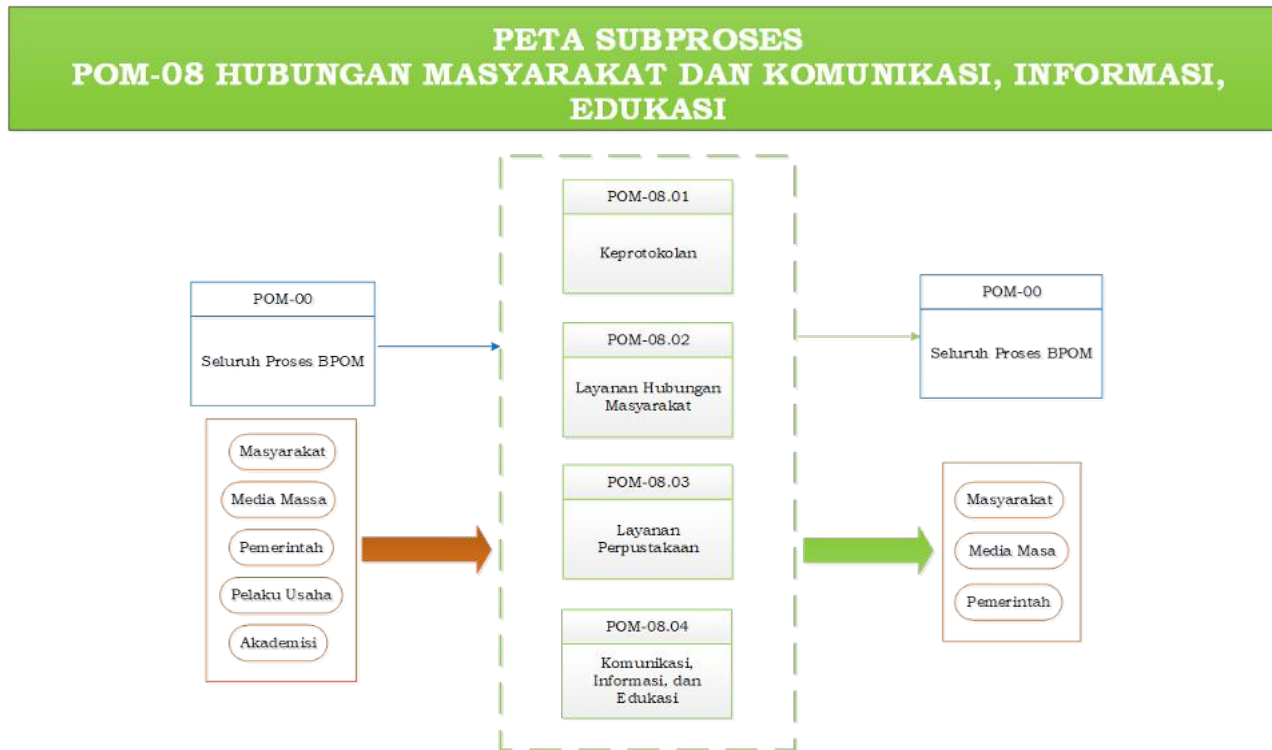 PETA SUBPROSES
POM-08 HUBUNGAN MASYARAKAT DAN KOMUNIKASI, INFORMASI,
EDUKASI
POM-00
Seluruh Proses BPOM
Masyarakat
Media Massa
Pemerintah
Pelaku Usaha
Akademisi
POM-08.01
Keprotokolan
POM-08.02
Layanan Hubungan
Masyarakat
POM-08.03
Layanan
Perpustakaan
POM-08.04
Komunikasi,
Informasi, dan
Edukasi
POM-00
Seluruh Proses BPOM
Masyarakat
Media Masa
Pemerintah